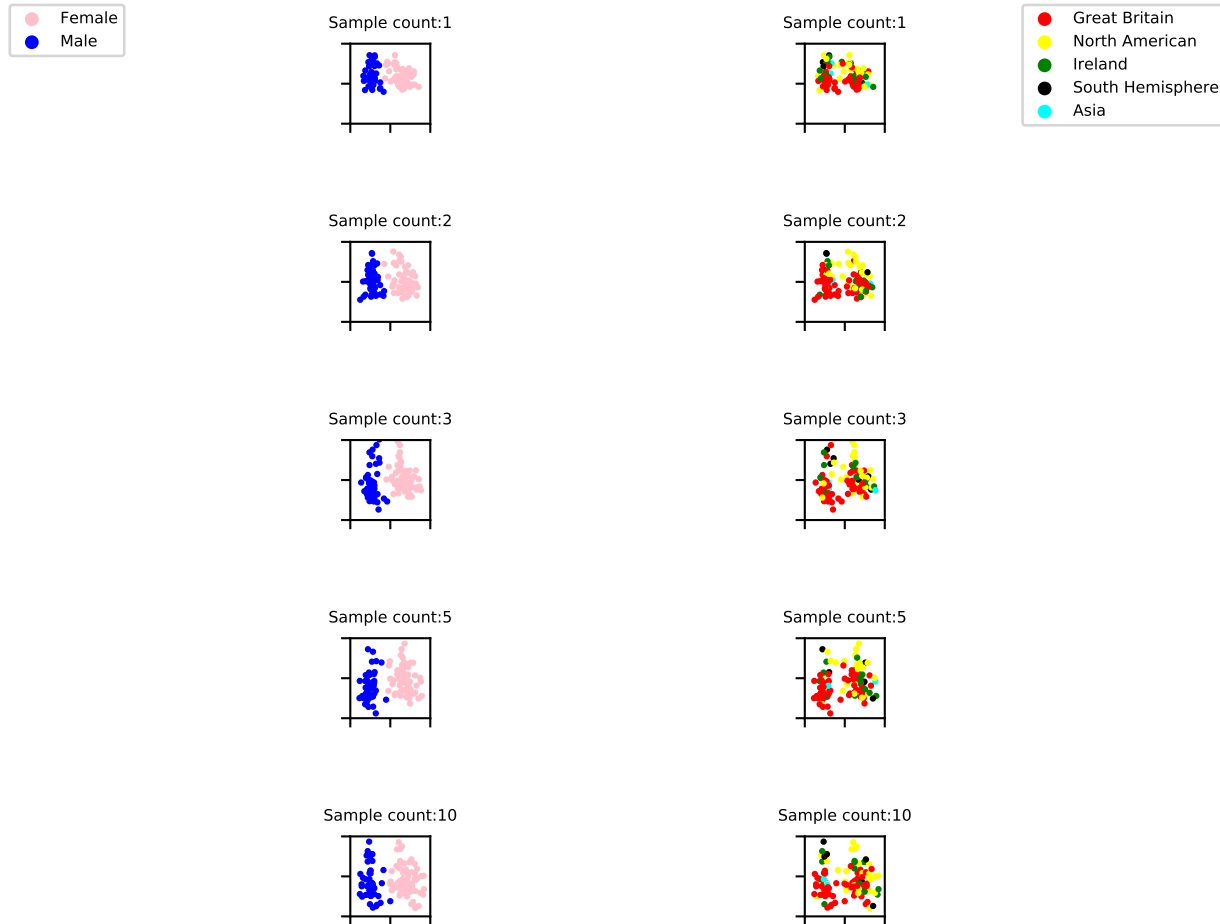 Female
Male
Sample count:1
Sample count:1
Great Britain
North American
Ireland
South Hemisphere
Asia
Sample count:2
Sample count:2
Sample count:3
Sample count:3
Sample count:5
Sample count:5
Sample count:10
Sample count:10